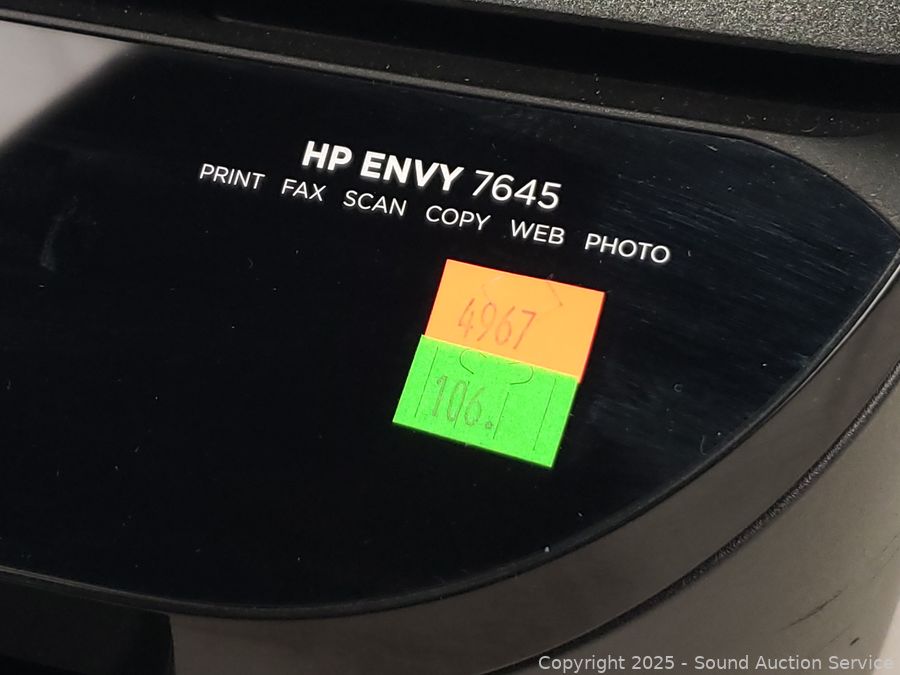 HP ENVY 7645
PRINT FAX SCAN COPY WEB PHOTO
4967
106.
Copyright 2025 - Sound Auction Service